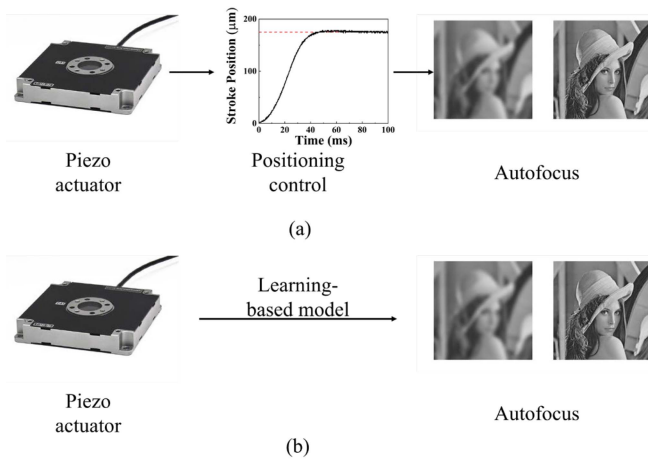 200
100
0
Stroke Position (μm)
0 20 40 60 80 100
Time (ms)
Piezo
actuator
Positioning
control
Autofocus
(a)
Learning-
based model
Piezo
actuator
Autofocus
(b)